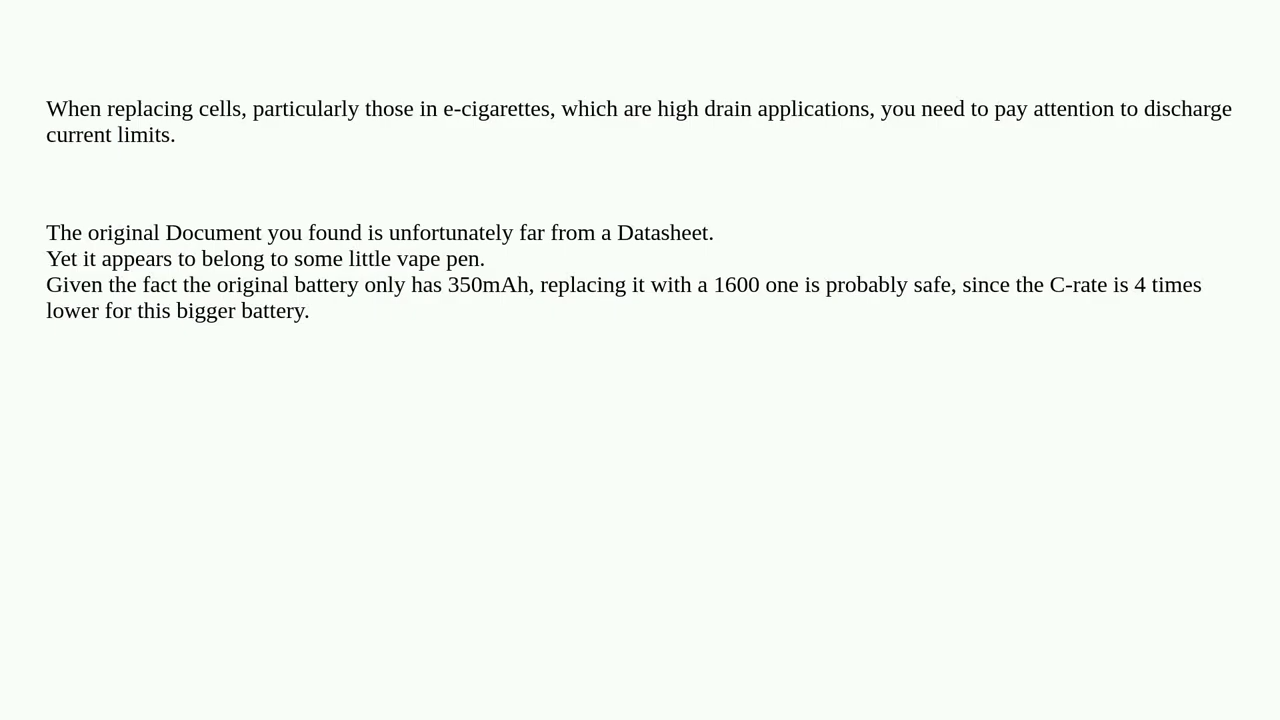 When replacing cells, particularly those in e-cigarettes, which are high drain applications, you need to pay attention to discharge
current limits.
The original Document you found is unfortunately far from a Datasheet.
Yet it appears to belong to some little vape pen.
Given the fact the original battery only has 350mAh, replacing it with a 1600 one is probably safe, since the C-rate is 4 times
lower for this bigger battery.